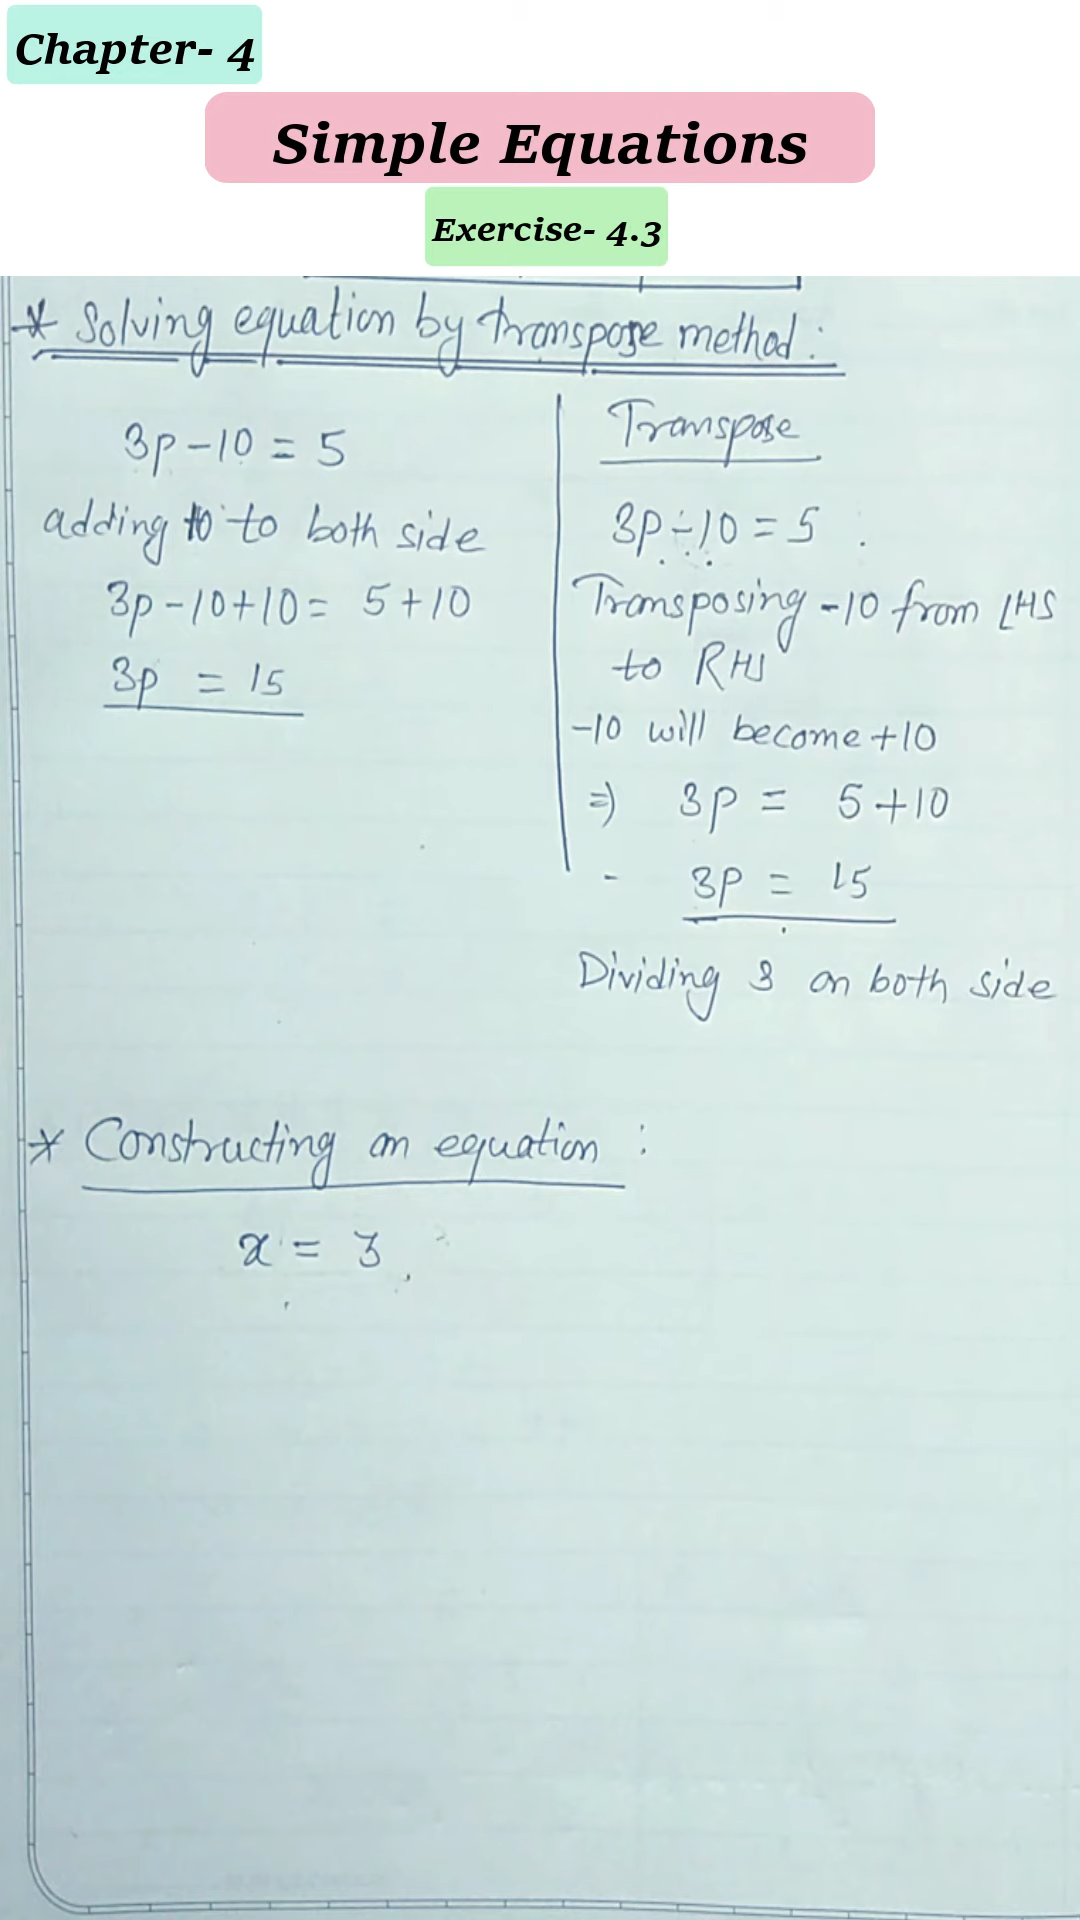 Chapter- 4
Simple Equations
Exercise- 4.3
* Solving equation by transpose method :
3p - 10 = 5
adding 10 to both side
3p - 10 + 10 = 5 + 10
3p = 15
Transpose
3p - 10 = 5
Transposing -10 from LHS
to RHS
-10 will become +10
⇒ 3p = 5 + 10
3p = 15
Dividing 3 on both side
* Constructing an equation :
x = 3